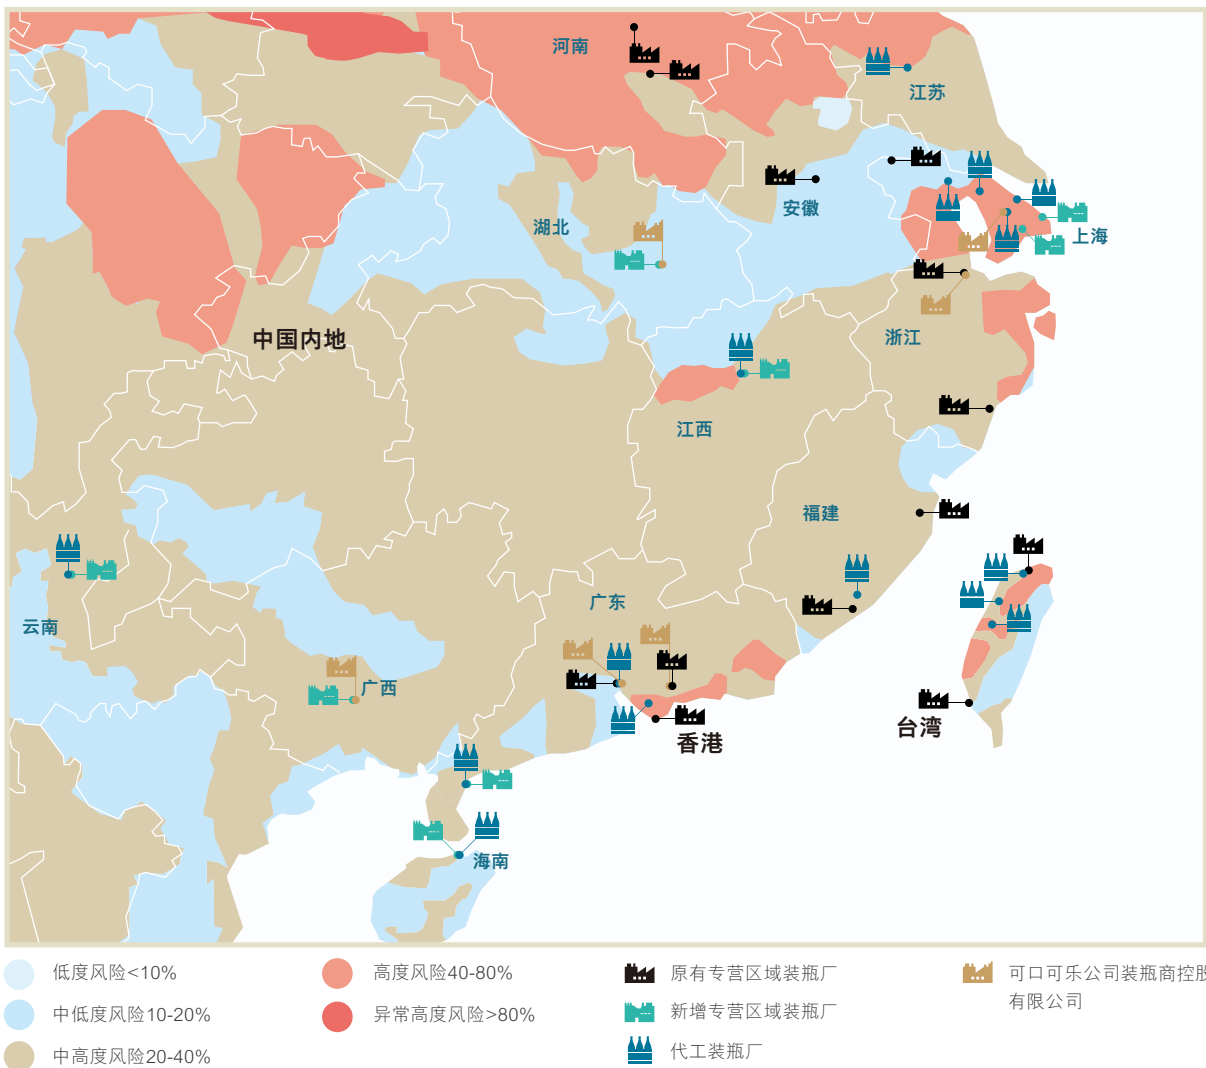 河南
江苏
安徽
湖北
上海
中国内地
浙江
江西
福建
广东
云南
广西
香港
台湾
海南
低度风险<10%
中低度风险10-20%
中高度风险20-40%
高度风险40-80%
异常高度风险>80%
原有专营区域装瓶厂
新增专营区域装瓶厂
代工装瓶厂
可口可乐公司装瓶商控股
有限公司